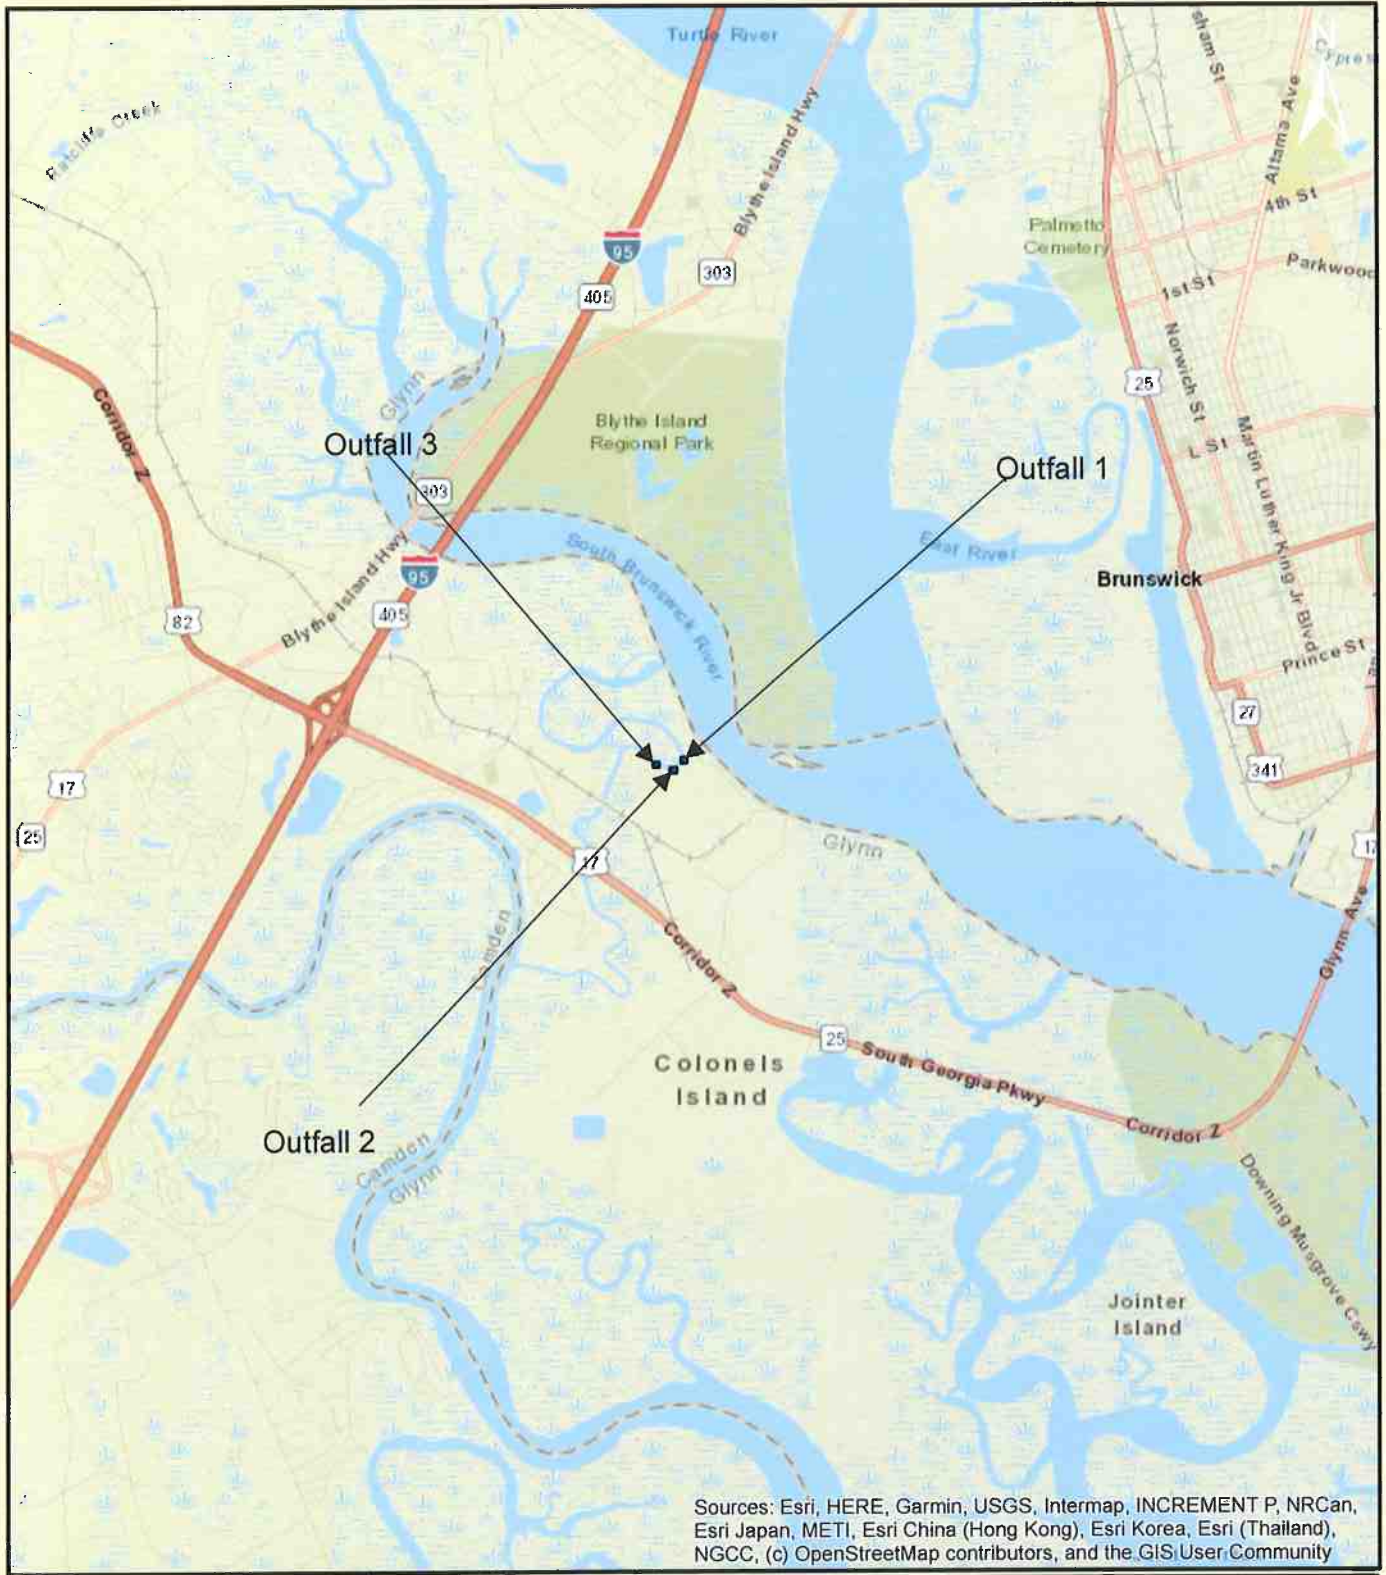 Turtle River
sham St
Altama Ave
N
Ratcliffe Creek
Blythe Island Hwy
4th St
Palmetto
Cemetery
95
303
405
Parkwood
1st St
Norwich St
Corridor Z
Glynn
25
Blythe Island
Regional Park
Outfall 3
L St
Martin Luther King Jr Blvd
Outfall 1
303
South Brunswick River
East River
Blythe Island Hwy
95
Brunswick
405
82
Prince St
27
341
17
25
17
Glynn
17
Camden
Corridor Z
Glynn Ave
25
South Georgia Pkwy
Colonels
Island
Corridor Z
Outfall 2
Camden
Glynn
Downing Musgrove Cswy
Jointer
Island
Sources: Esri, HERE, Garmin, USGS, Intermap, INCREMENT P, NRCan,
Esri Japan, METI, Esri China (Hong Kong), Esri Korea, Esri (Thailand),
NGCC, (c) OpenStreetMap contributors, and the GIS User Community